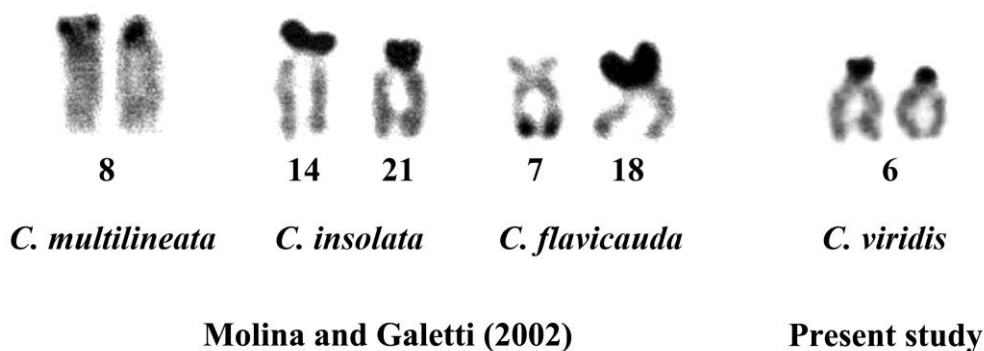 8 14 21 7 18 6
C. multilineata C. insolata C. flavicauda C. viridis
Molina and Galetti (2002) Present study